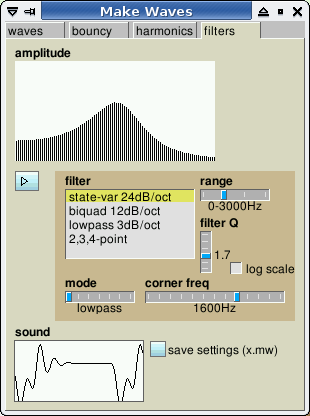 Make Waves
waves bouncy harmonics filters
amplitude
filter range
state-var 24dB/oct
biquad 12dB/oct
lowpass 3dB/oct
2,3,4-point
0-3000Hz
filter Q
1.7
log scale
mode corner freq
lowpass 1600Hz
sound
save settings (x.mw)